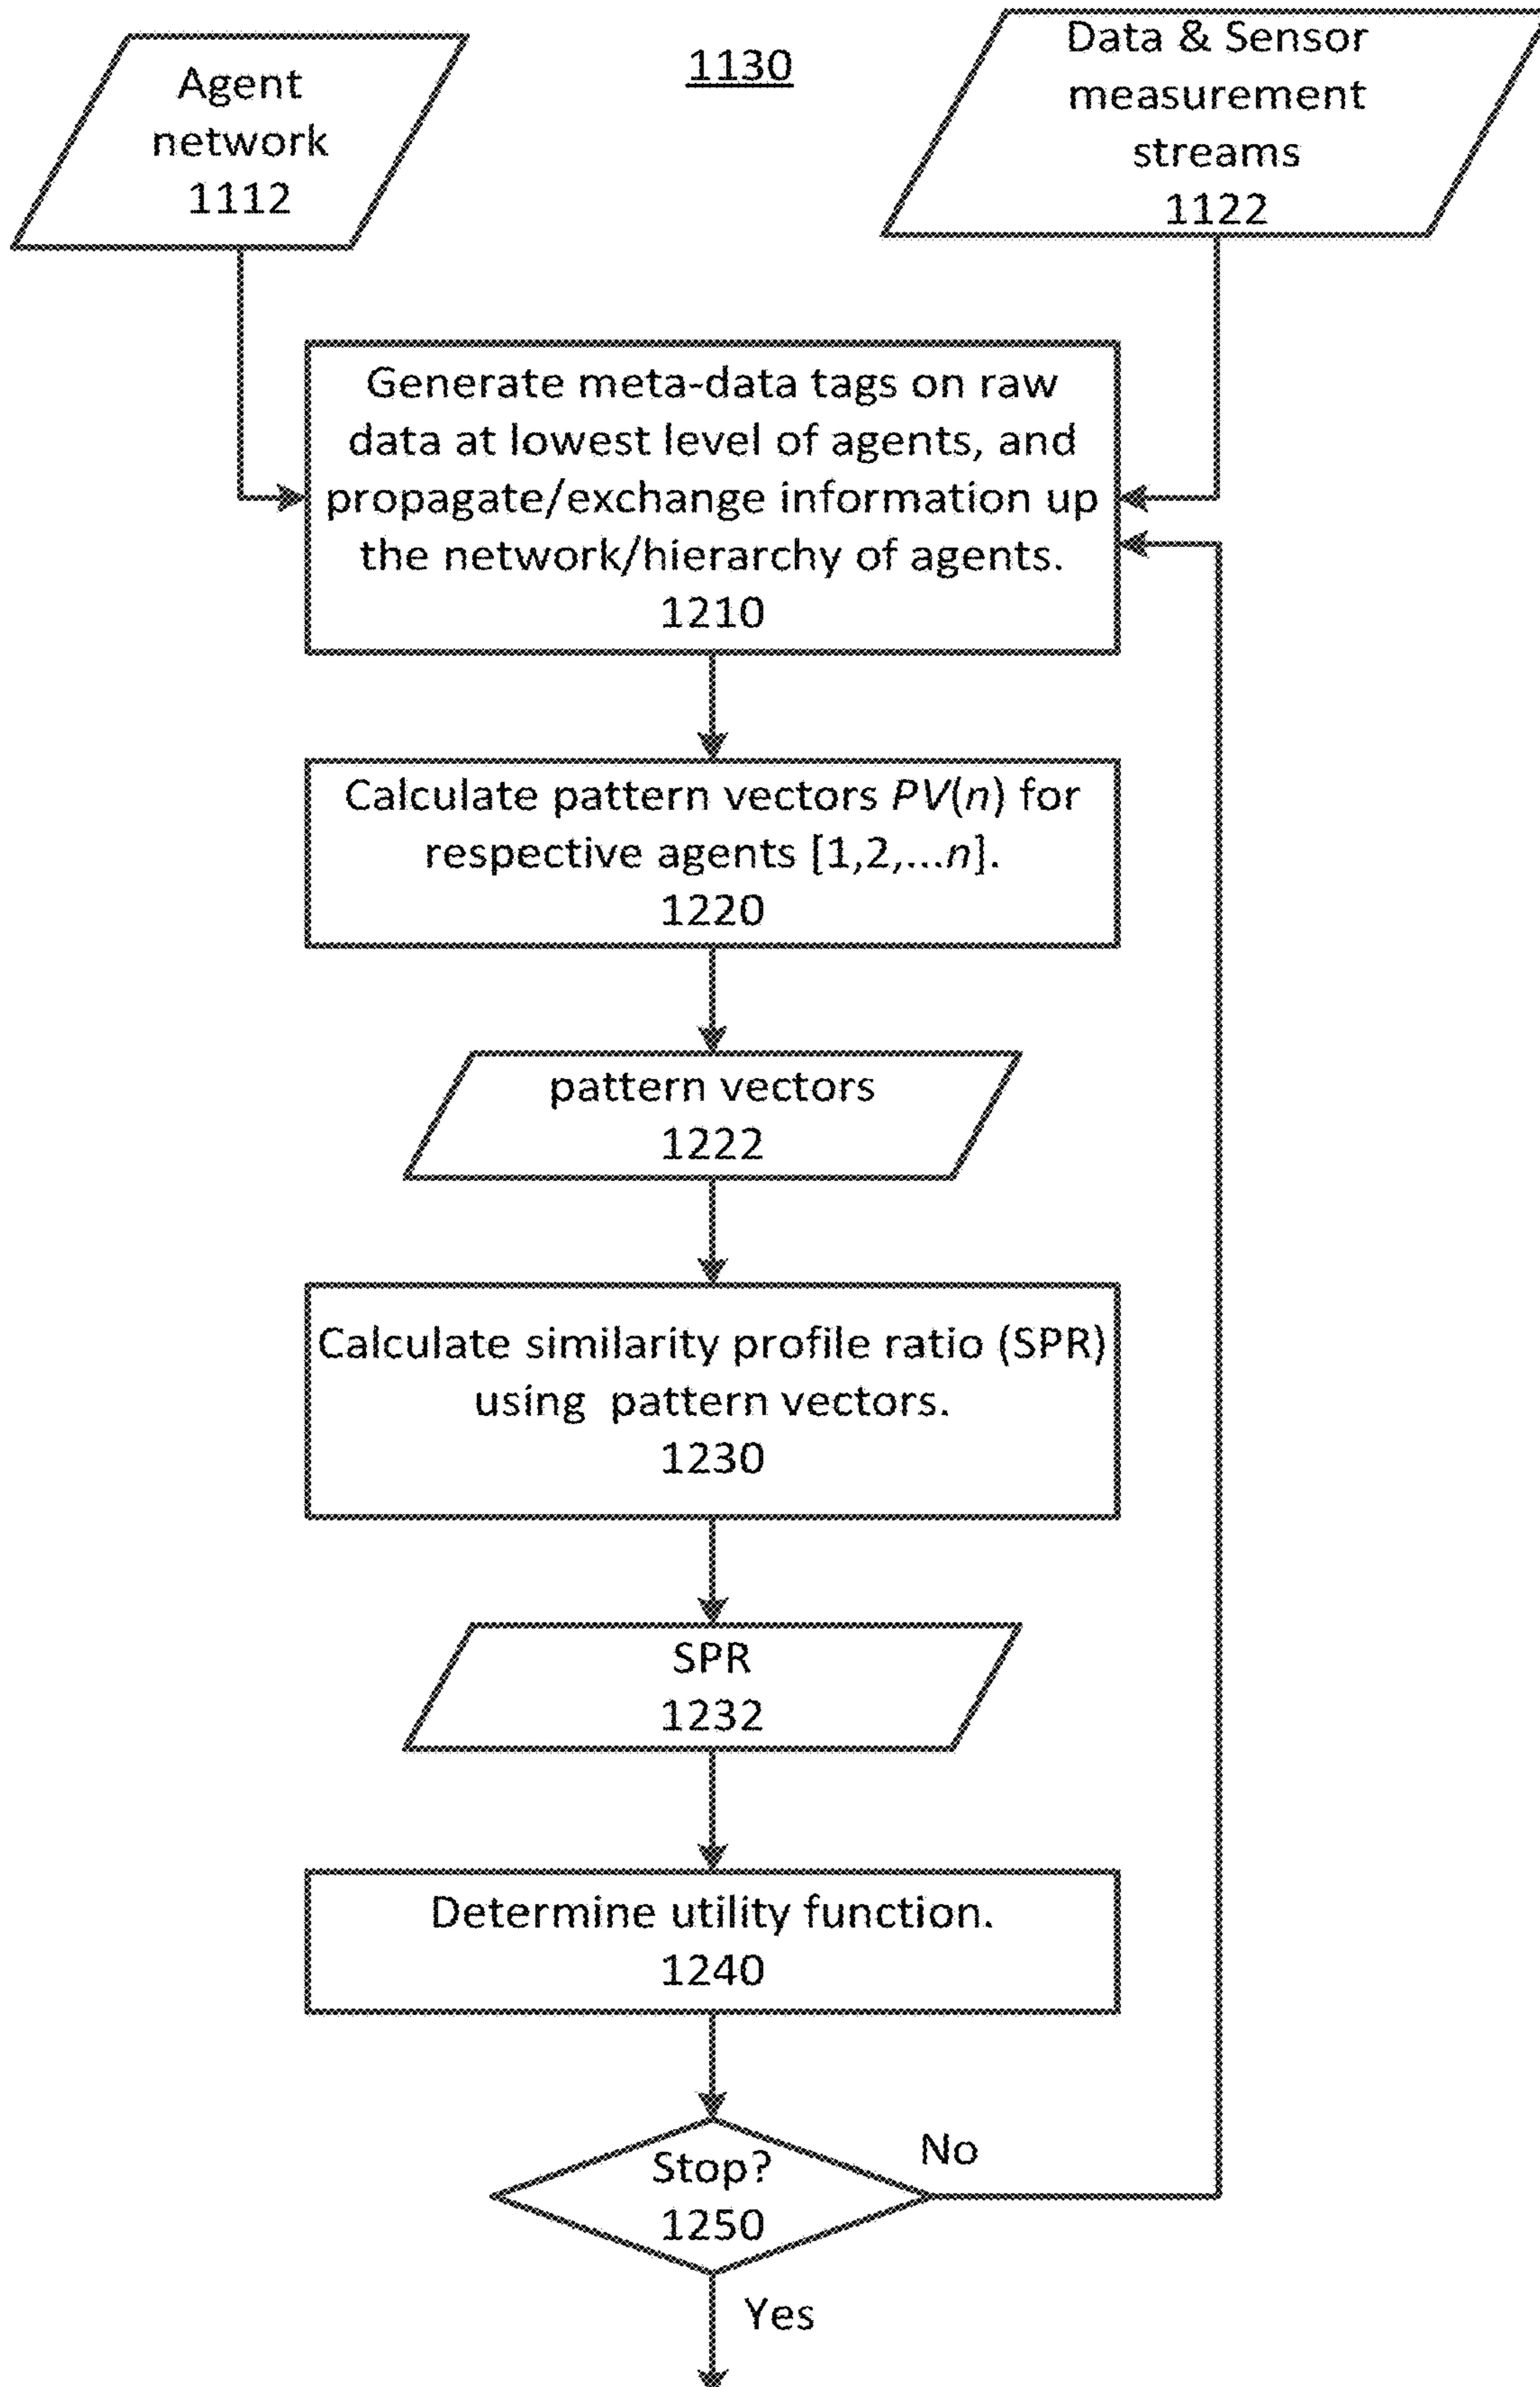 Agent
network
1112
1130
Data & Sensor
measurement
streams
1122
Generate meta-data tags on raw
data at lowest level of agents, and
propagate/exchange information up
the network/hierarchy of agents.
1210
Calculate pattern vectors PV(n) for
respective agents [1,2,...n].
1220
pattern vectors
1222
Calculate similarity profile ratio (SPR)
using pattern vectors.
1230
SPR
1232
Determine utility function.
1240
Stop?
1250
No
Yes